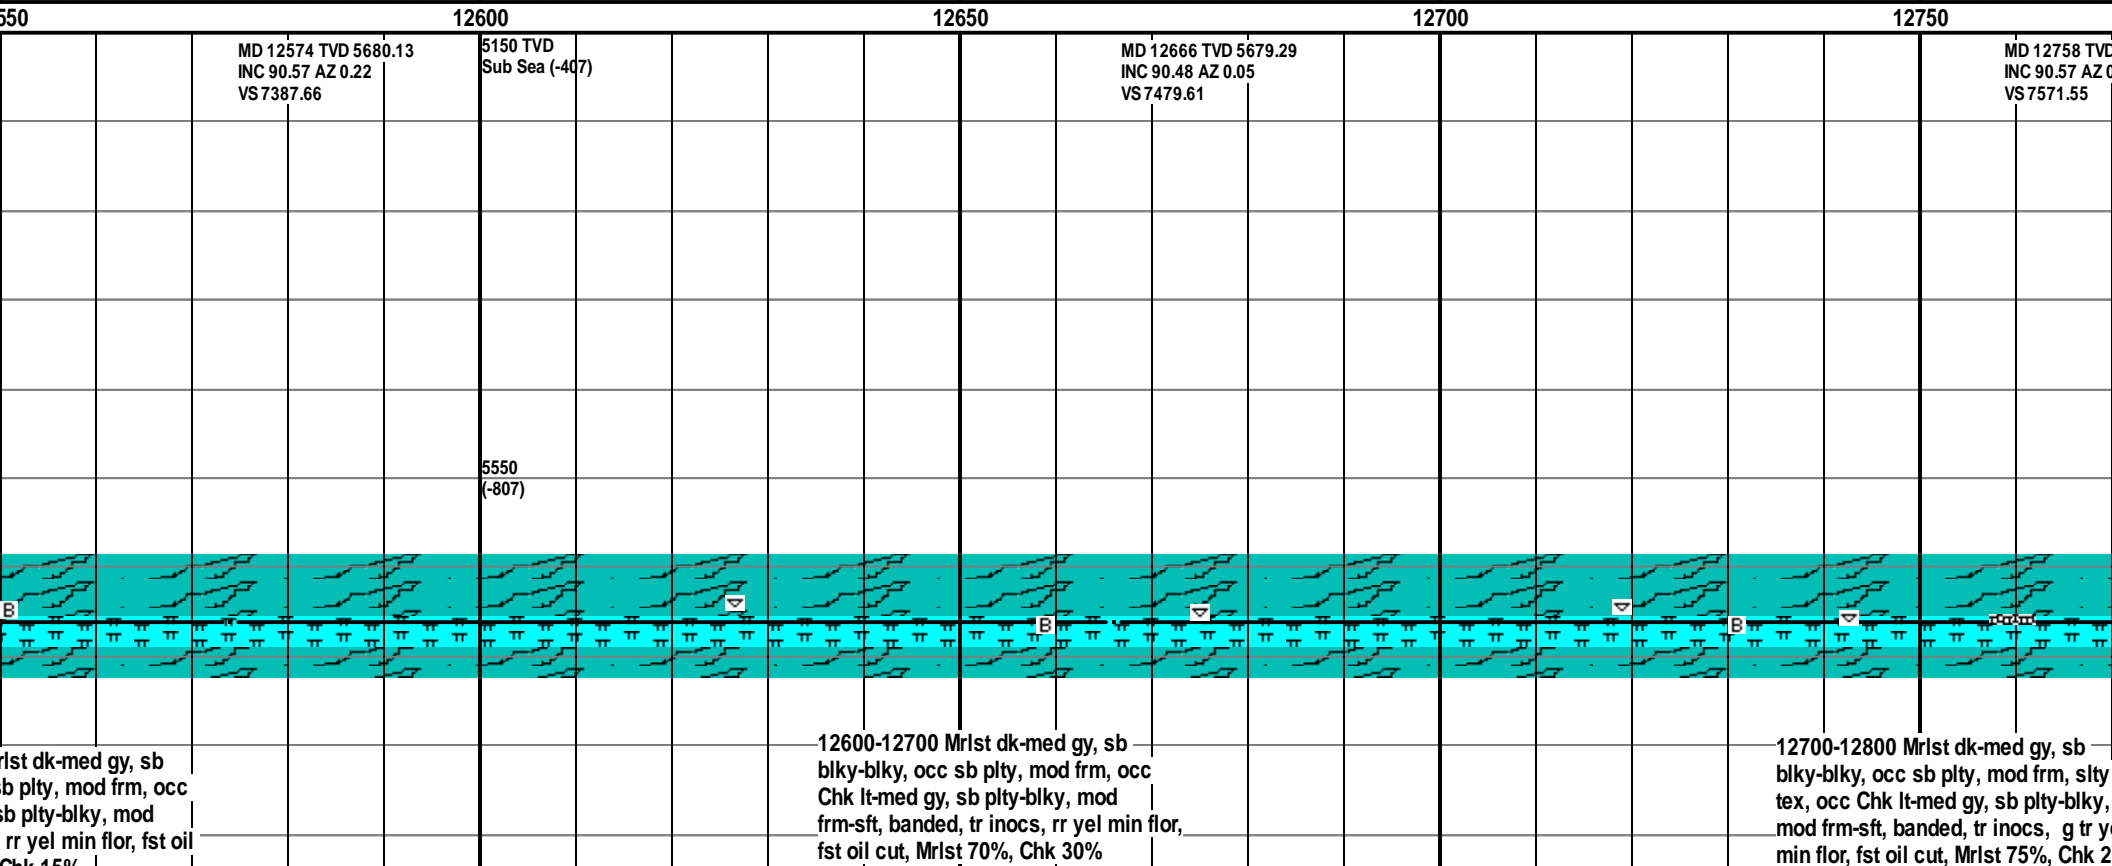 550 12600 12650 12700 12750
MD 12574 TVD 5680.13
INC 90.57 AZ 0.22
VS 7387.66
5150 TVD
Sub Sea (-407)
MD 12666 TVD 5679.29
INC 90.48 AZ 0.05
VS 7479.61
MD 12758 TVD
INC 90.57 AZ 0
VS 7571.55
5550
(-807)
B
B
B
rlst dk-med gy, sb
sb plty, mod frm, occ
sb plty-blky, mod
rr yel min flor, fst oil
Chk 15%
12600-12700 Mrlst dk-med gy, sb
blky-blky, occ sb plty, mod frm, occ
Chk lt-med gy, sb plty-blky, mod
frm-sft, banded, tr inocs, rr yel min flor,
fst oil cut, Mrlst 70%, Chk 30%
12700-12800 Mrlst dk-med gy, sb
blky-blky, occ sb plty, mod frm, slty
tex, occ Chk lt-med gy, sb plty-blky,
mod frm-sft, banded, tr inocs, g tr
min flor, fst oil cut, Mrlst 75%, Chk 2